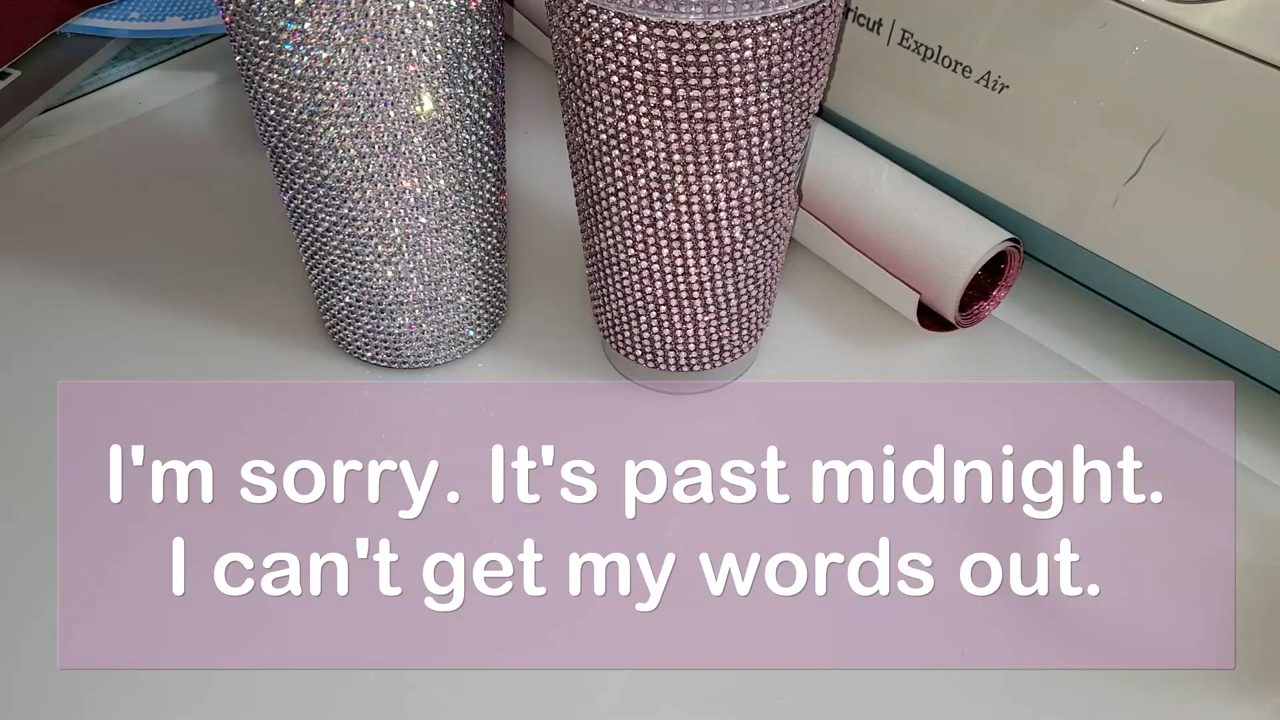 ricut | Explore Air
I'm sorry. It's past midnight.
I can't get my words out.